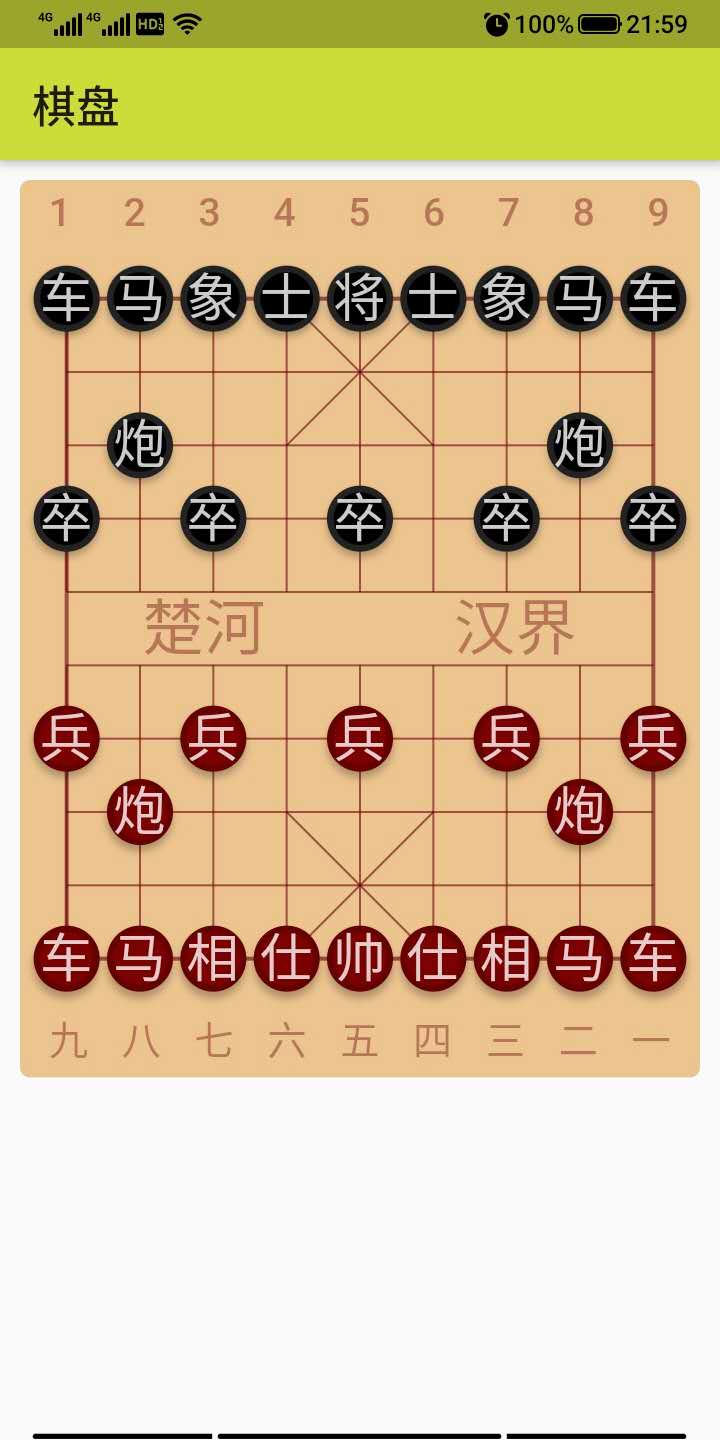 4G 4G HD 1 2 100% 21:59
棋盘
1 2 3 4 5 6 7 8 9
车 马 象 士 将 士 象 马 车
炮 炮
卒 卒 卒 卒 卒
楚河 汉界
兵 兵 兵 兵 兵
炮 炮
车 马 相 仕 帅 仕 相 马 车
九 八 七 六 五 四 三 二 一